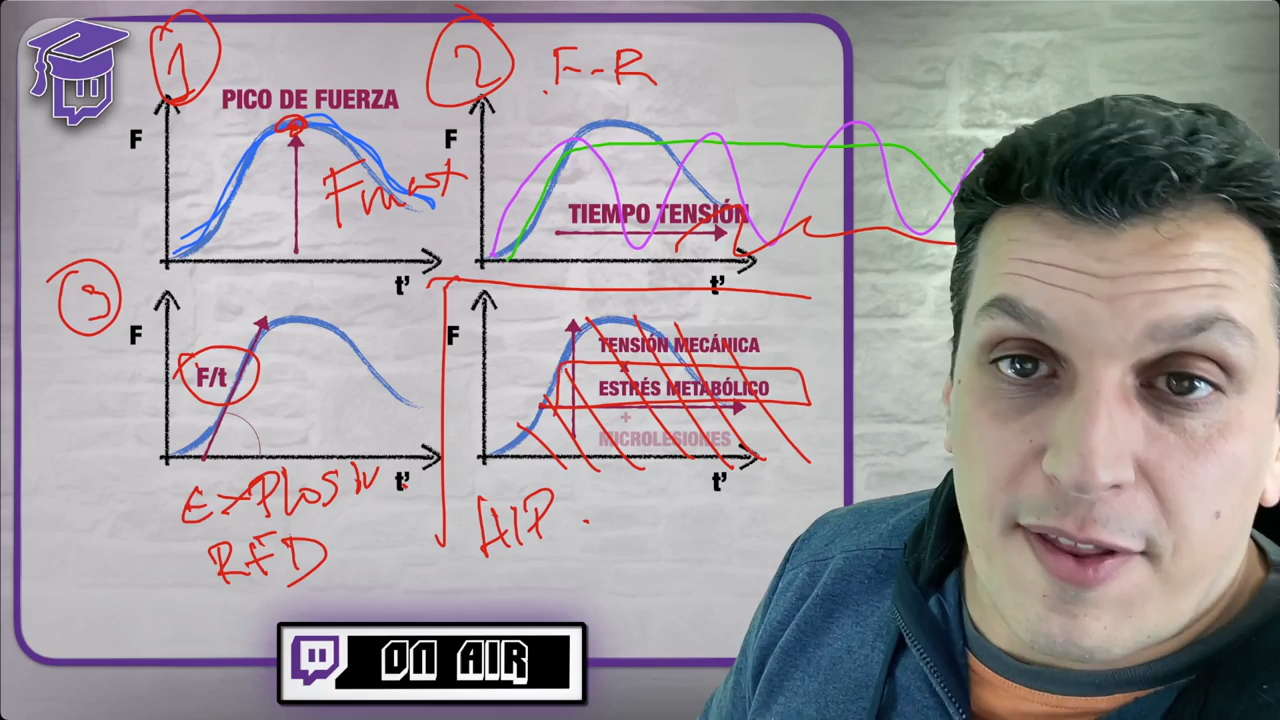 1
PICO DE FUERZA
F
Fmax
t'
2
F-R
F
TIEMPO TENSIÓN
t'
3
F
F/t
t'
EXPLOSIV.
RFD
F
TENSIÓN MECÁNICA
x
ESTRÉS METABÓLICO
+
MICROLESIONES
t'
HIP.
ON AIR